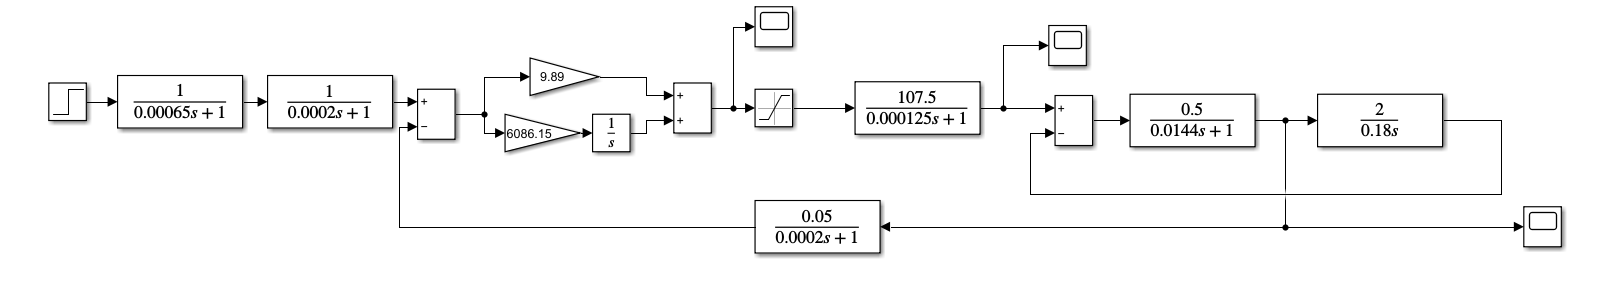 1
0.00065s + 1
1
0.0002s + 1
+
−
9.89
6086.15
1
s
+
+
107.5
0.000125s + 1
+
−
0.5
0.0144s + 1
2
0.18s
0.05
0.0002s + 1